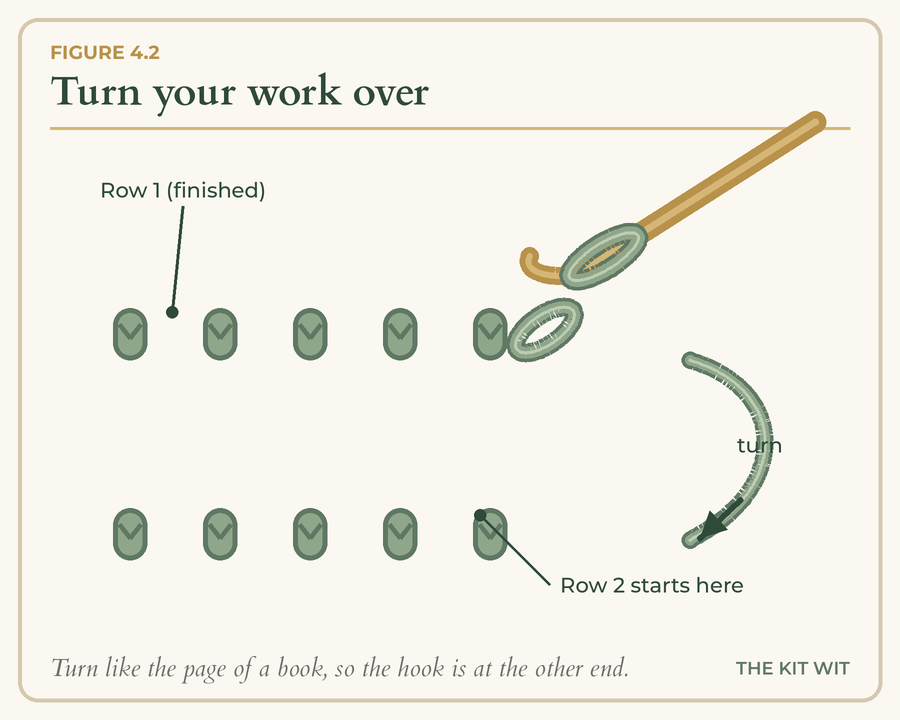 FIGURE 4.2
Turn your work over
Row 1 (finished)
turn
Row 2 starts here
Turn like the page of a book, so the hook is at the other end.
THE KIT WIT